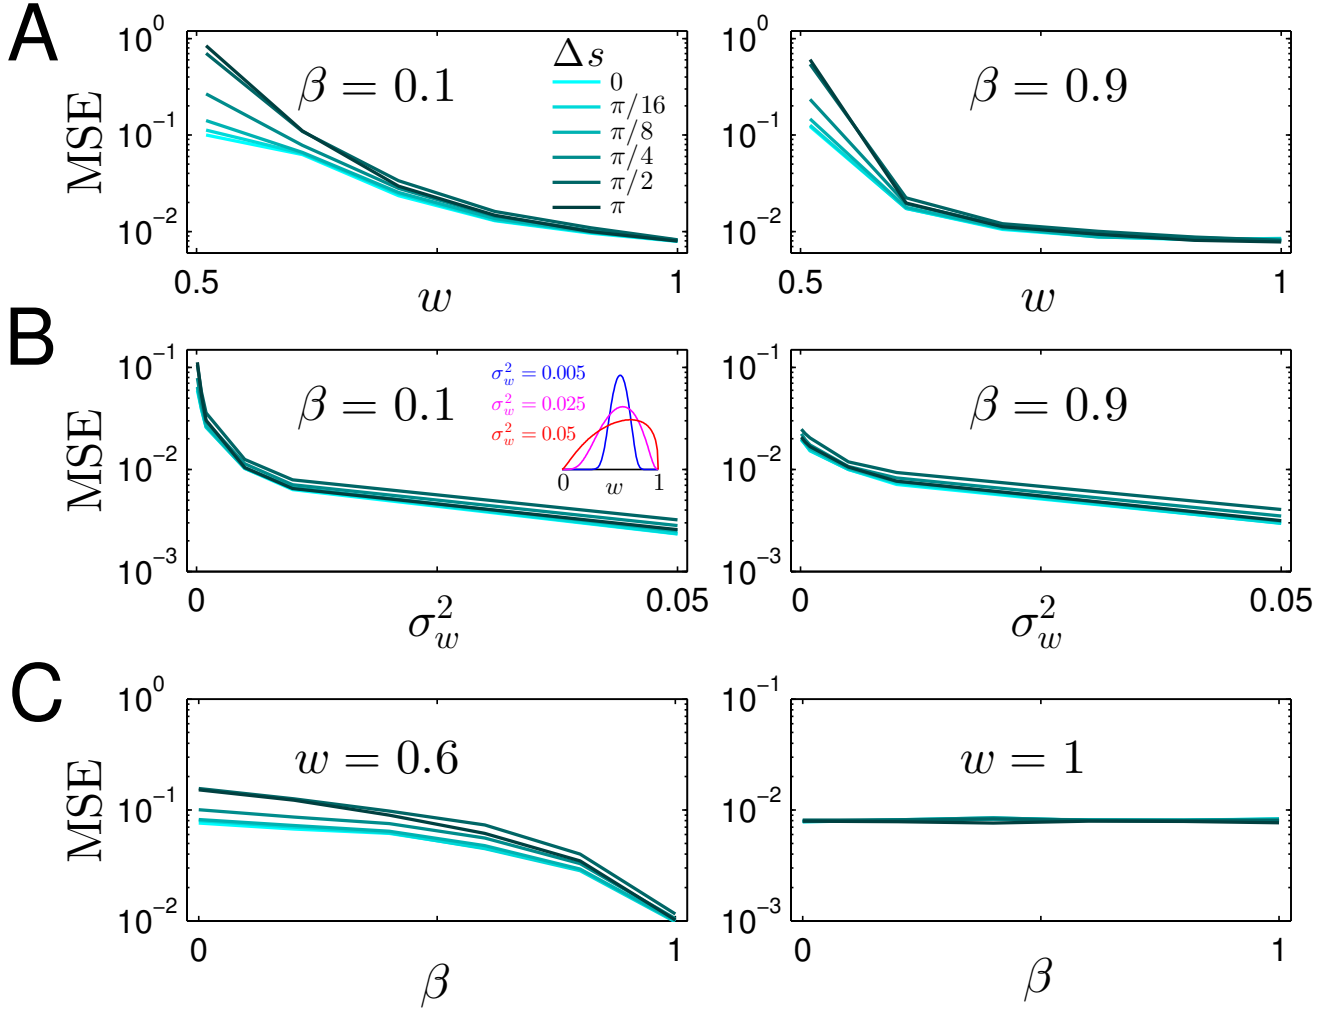 A
MSE
10^0
10^−1
10^−2
β = 0.1
Δs
0
π/16
π/8
π/4
π/2
π
0.5
w
1
10^0
10^−1
10^−2
β = 0.9
0.5
w
1
B
MSE
10^−1
10^−2
10^−3
β = 0.1
σ_w^2 = 0.005
σ_w^2 = 0.025
σ_w^2 = 0.05
0
w
1
0
σ_w^2
0.05
10^−1
10^−2
10^−3
β = 0.9
0
σ_w^2
0.05
C
MSE
10^0
10^−1
10^−2
w = 0.6
0
β
1
10^−1
10^−2
10^−3
w = 1
0
β
1